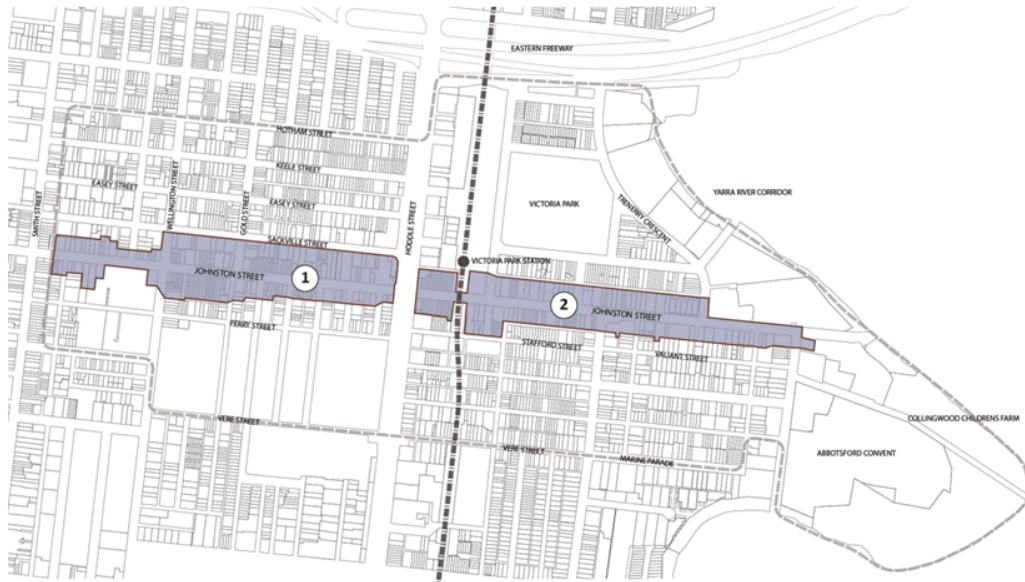 EASTERN FREEWAY
HOTHAM STREET
KEELE STREET
EASEY STREET
EASEY STREET
SMITH STREET
WELLINGTON STREET
GOLD STREET
HODDLE STREET
SACKVILLE STREET
VICTORIA PARK
TRENERRY CRESCENT
YARRA RIVER CORRIDOR
VICTORIA PARK STATION
JOHNSTON STREET
1
2
JOHNSTON STREET
PERRY STREET
STAFFORD STREET
VALIANT STREET
VERE STREET
VERE STREET
MARINE PARADE
COLLINGWOOD CHILDRENS FARM
ABBOTSFORD CONVENT